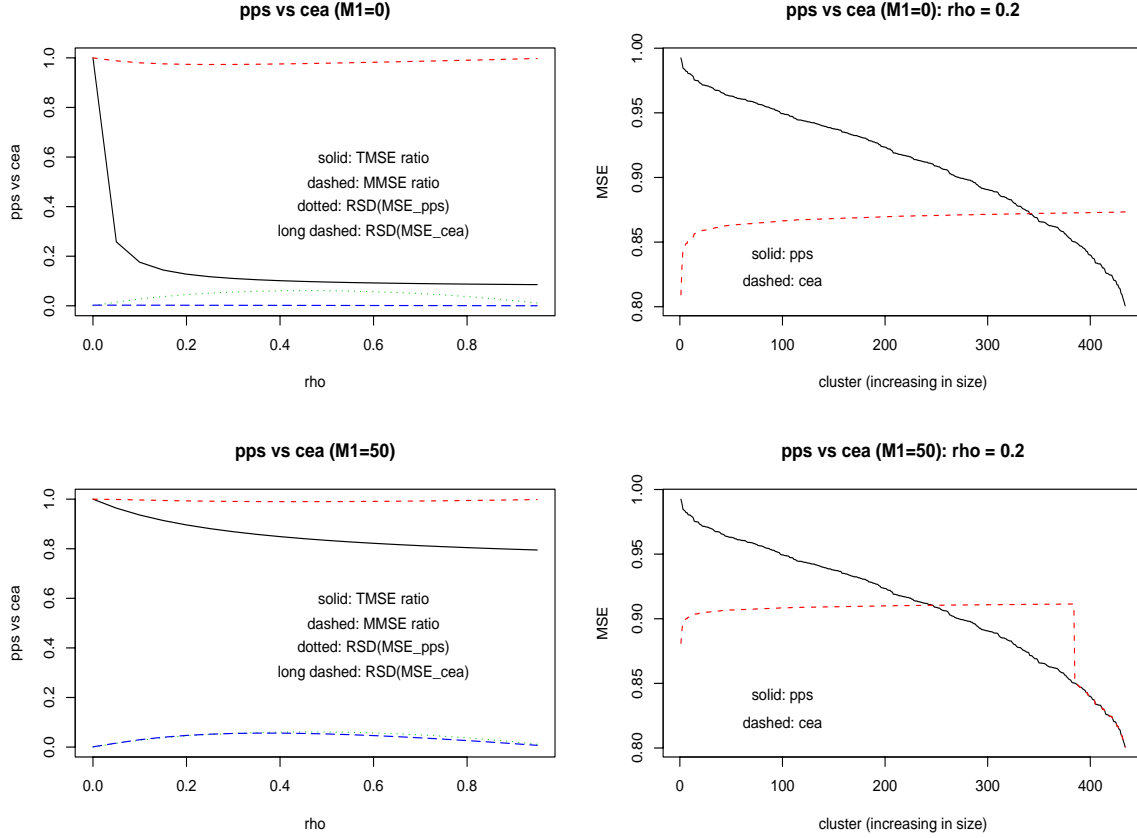 pps vs cea (M1=0)
pps vs cea
1.0
0.8
0.6
0.4
0.2
0.0
solid: TMSE ratio
dashed: MMSE ratio
dotted: RSD(MSE_pps)
long dashed: RSD(MSE_cea)
0.0 0.2 0.4 0.6 0.8
rho
pps vs cea (M1=0): rho = 0.2
MSE
1.00
0.95
0.90
0.85
0.80
solid: pps
dashed: cea
0 100 200 300 400
cluster (increasing in size)
pps vs cea (M1=50)
pps vs cea
1.0
0.8
0.6
0.4
0.2
0.0
solid: TMSE ratio
dashed: MMSE ratio
dotted: RSD(MSE_pps)
long dashed: RSD(MSE_cea)
0.0 0.2 0.4 0.6 0.8
rho
pps vs cea (M1=50): rho = 0.2
MSE
1.00
0.95
0.90
0.85
0.80
solid: pps
dashed: cea
0 100 200 300 400
cluster (increasing in size)